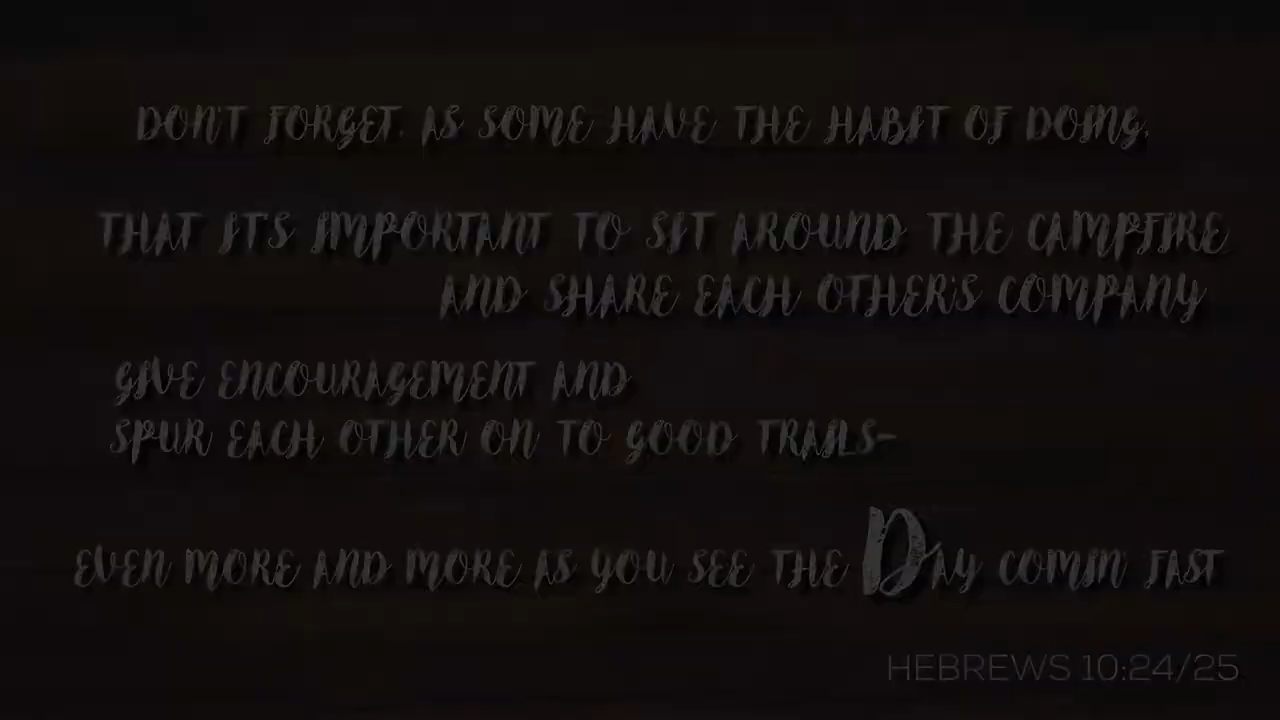 DON'T FORGET, AS SOME HAVE THE HABIT OF DOING,
THAT IT'S IMPORTANT TO SIT AROUND THE CAMPFIRE
AND SHARE EACH OTHER'S COMPANY
GIVE ENCOURAGEMENT AND
SPUR EACH OTHER ON TO GOOD TRAILS-
EVEN MORE AND MORE AS YOU SEE THE DAY COMIN' FAST
HEBREWS 10:24/25